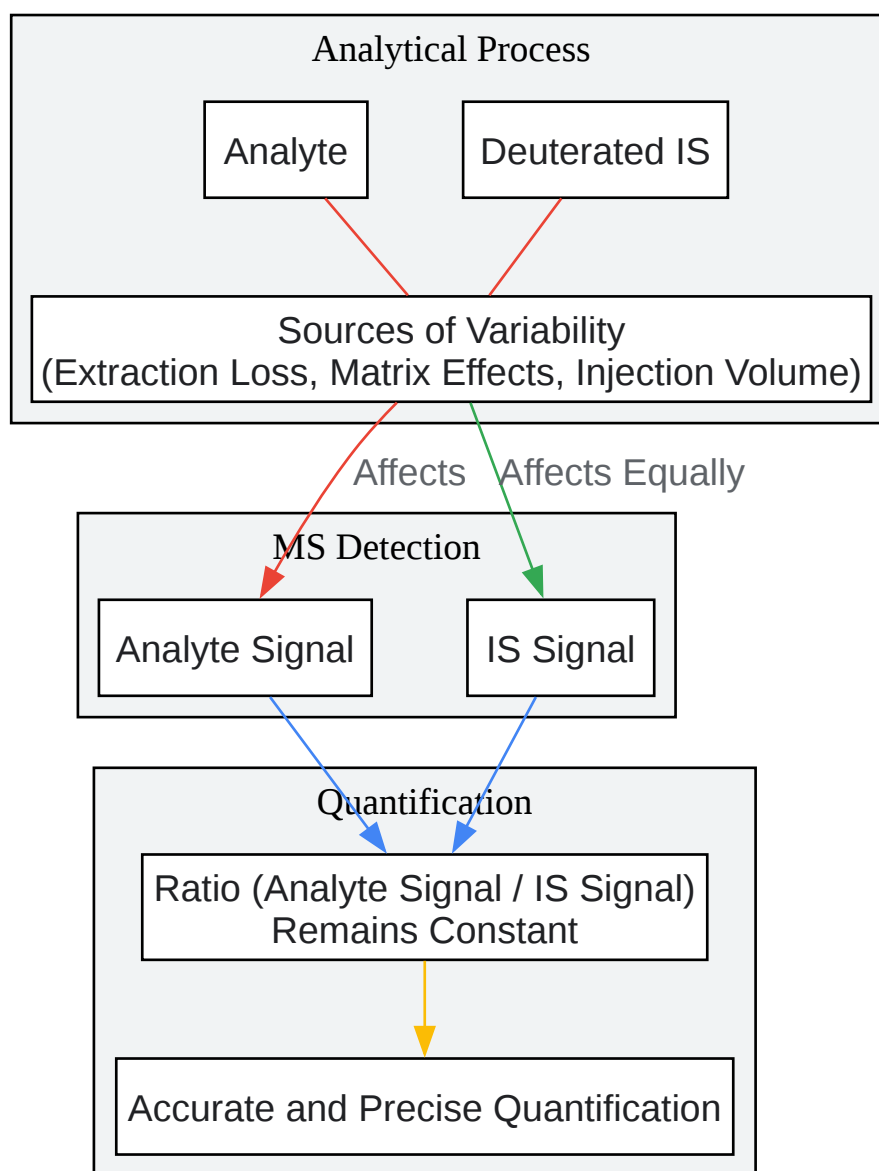 Analytical Process
Analyte
Deuterated IS
Sources of Variability
(Extraction Loss, Matrix Effects, Injection Volume)
Affects
Affects Equally
MS Detection
Analyte Signal
IS Signal
Quantification
Ratio (Analyte Signal / IS Signal)
Remains Constant
Accurate and Precise Quantification